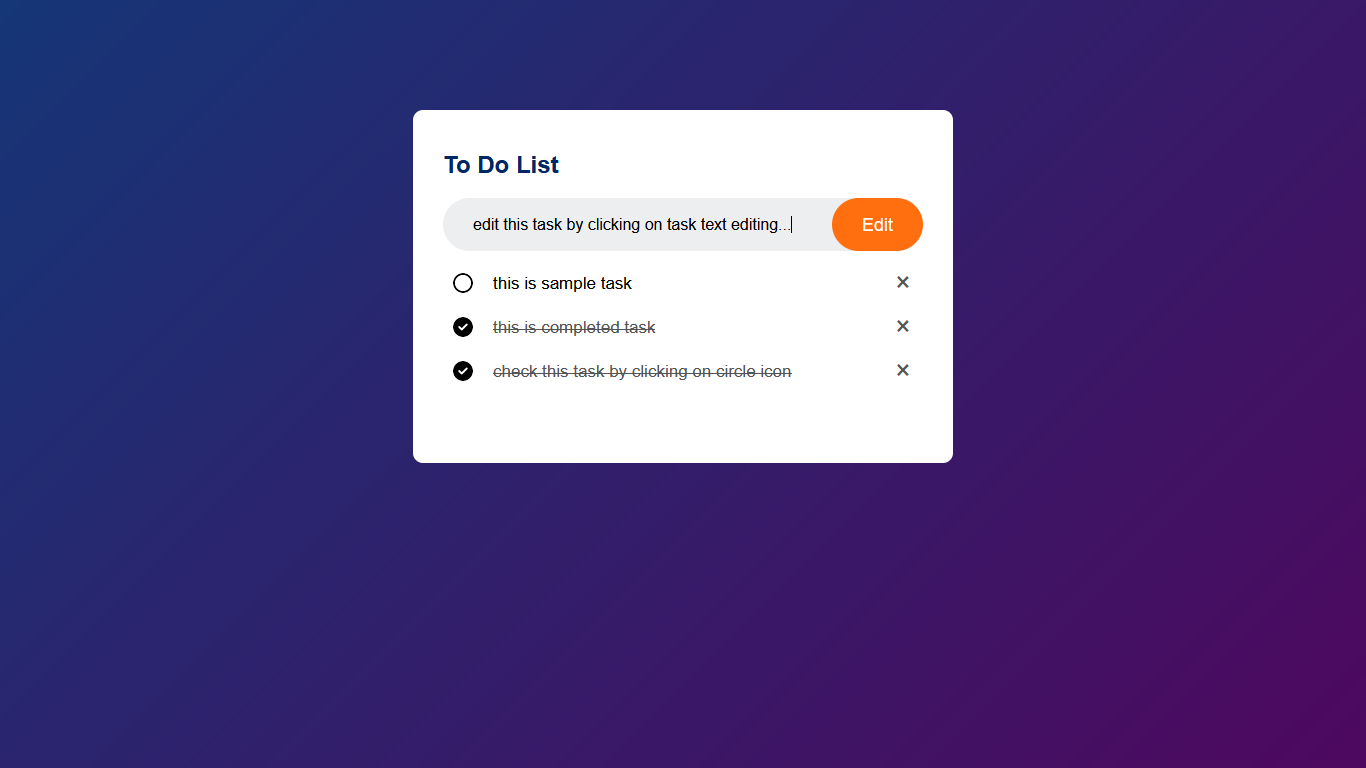 To Do List
edit this task by clicking on task text editing...
Edit
this is sample task
this is completed task
check this task by clicking on circle icon